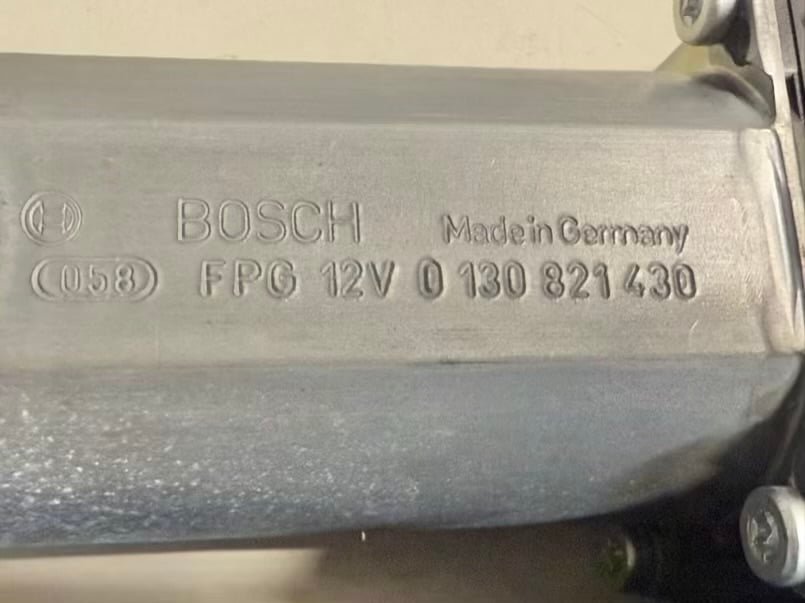 BOSCH Made in Germany
058 FPG 12V 0 130 821 430